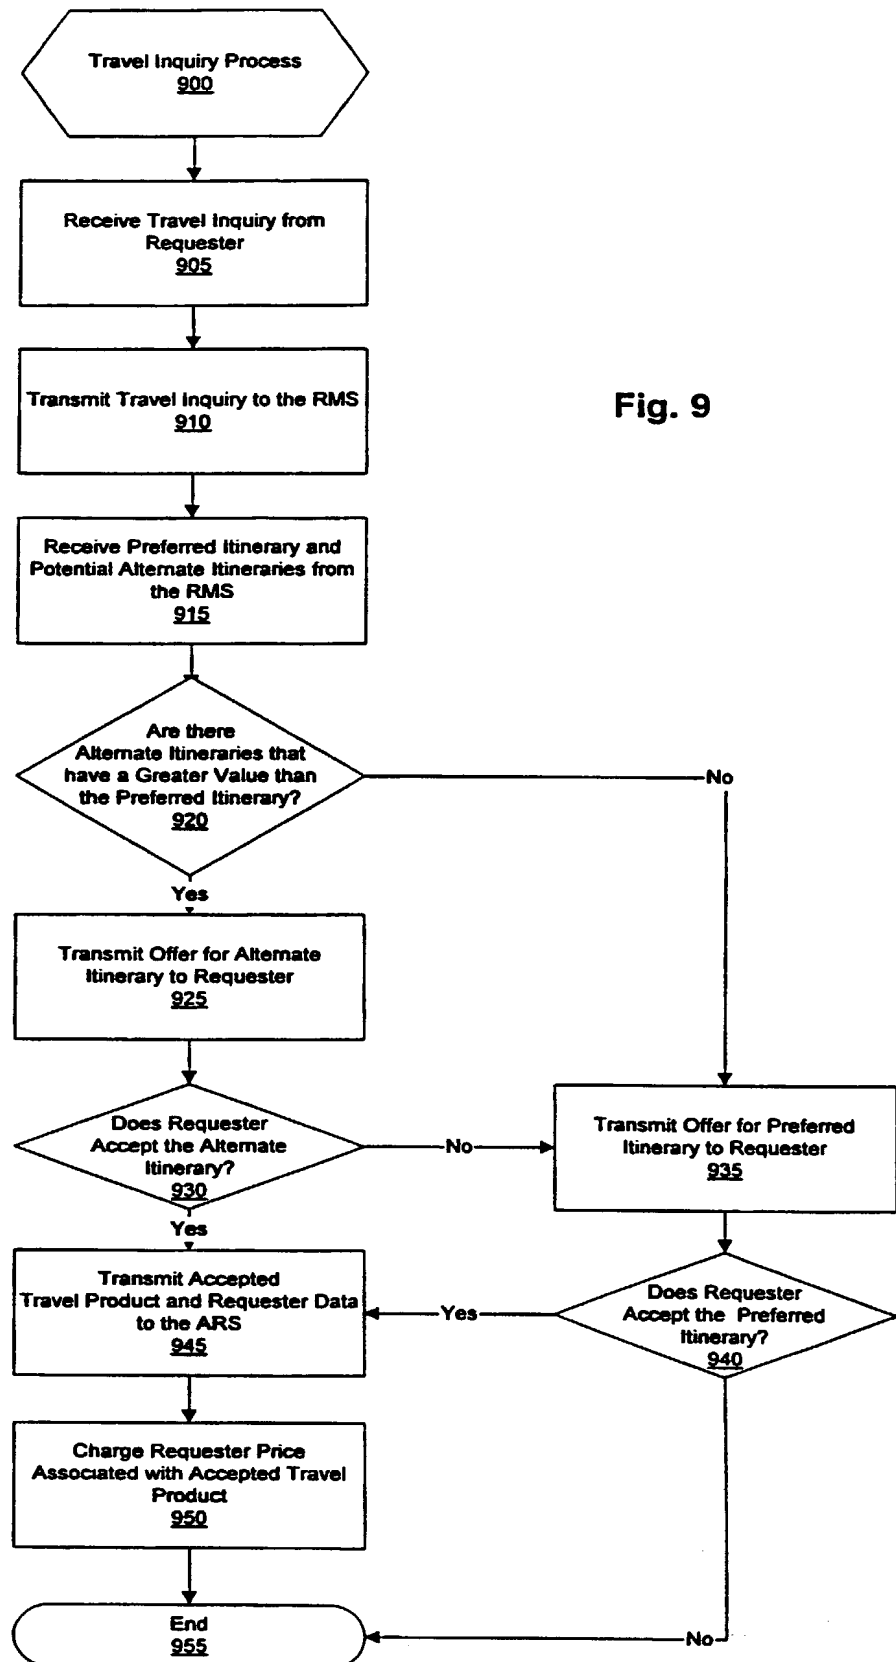 Travel Inquiry Process
900
Receive Travel Inquiry from
Requester
905
Transmit Travel Inquiry to the RMS
910
Fig. 9
Receive Preferred Itinerary and
Potential Alternate Itineraries from
the RMS
915
Are there
Alternate Itineraries that
have a Greater Value than
the Preferred Itinerary?
920
No
Yes
Transmit Offer for Alternate
Itinerary to Requester
925
Does Requester
Accept the Alternate
Itinerary?
930
No
Transmit Offer for Preferred
Itinerary to Requester
935
Yes
Transmit Accepted
Travel Product and Requester Data
to the ARS
945
Yes
Does Requester
Accept the Preferred
Itinerary?
940
Charge Requester Price
Associated with Accepted Travel
Product
950
End
955
No